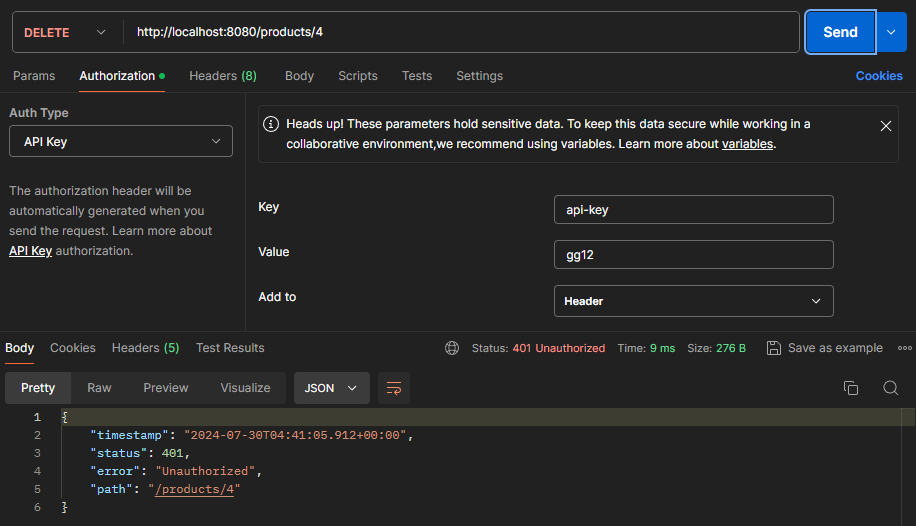 DELETE http://localhost:8080/products/4 Send
Params Authorization Headers (8) Body Scripts Tests Settings Cookies
Auth Type
API Key
The authorization header will be
automatically generated when you
send the request. Learn more about
API Key authorization.
Heads up! These parameters hold sensitive data. To keep this data secure while working in a
collaborative environment,we recommend using variables. Learn more about variables.
Key api-key
Value gg12
Add to Header
Body Cookies Headers (5) Test Results Status: 401 Unauthorized Time: 9 ms Size: 276 B Save as example
Pretty Raw Preview Visualize JSON
1 {
2 "timestamp": "2024-07-30T04:41:05.912+00:00",
3 "status": 401,
4 "error": "Unauthorized",
5 "path": "/products/4"
6 }